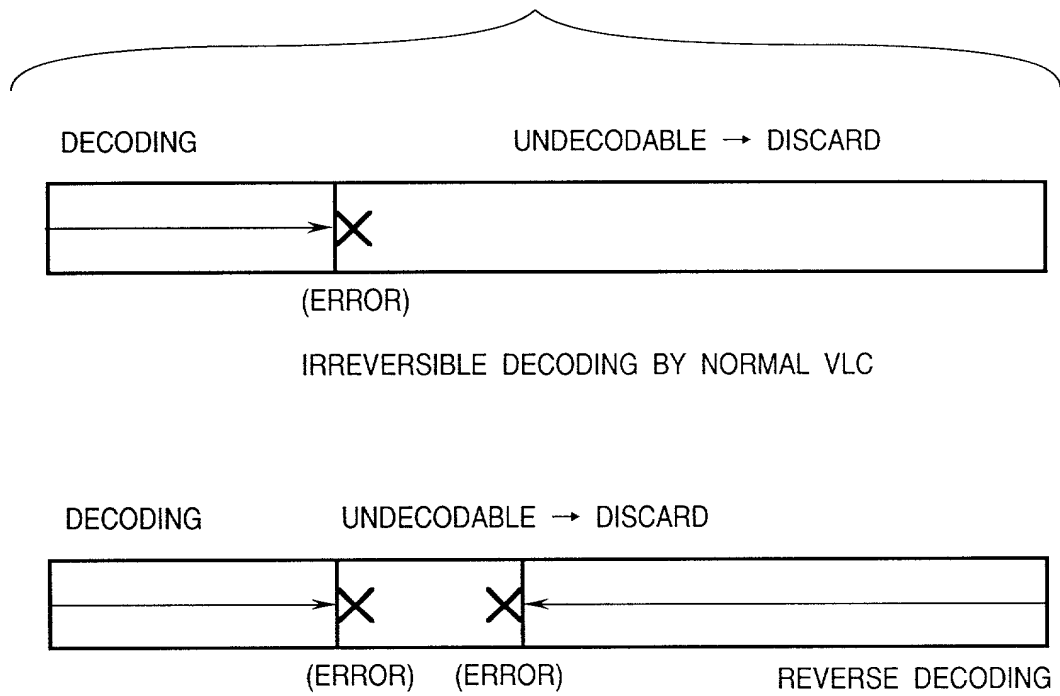 DECODING UNDECODABLE → DISCARD
(ERROR)
IRREVERSIBLE DECODING BY NORMAL VLC
DECODING UNDECODABLE → DISCARD
(ERROR) (ERROR) REVERSE DECODING